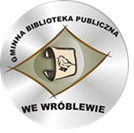 GMINNA BIBLIOTEKA PUBLICZNA
WE WRÓBLEWIE